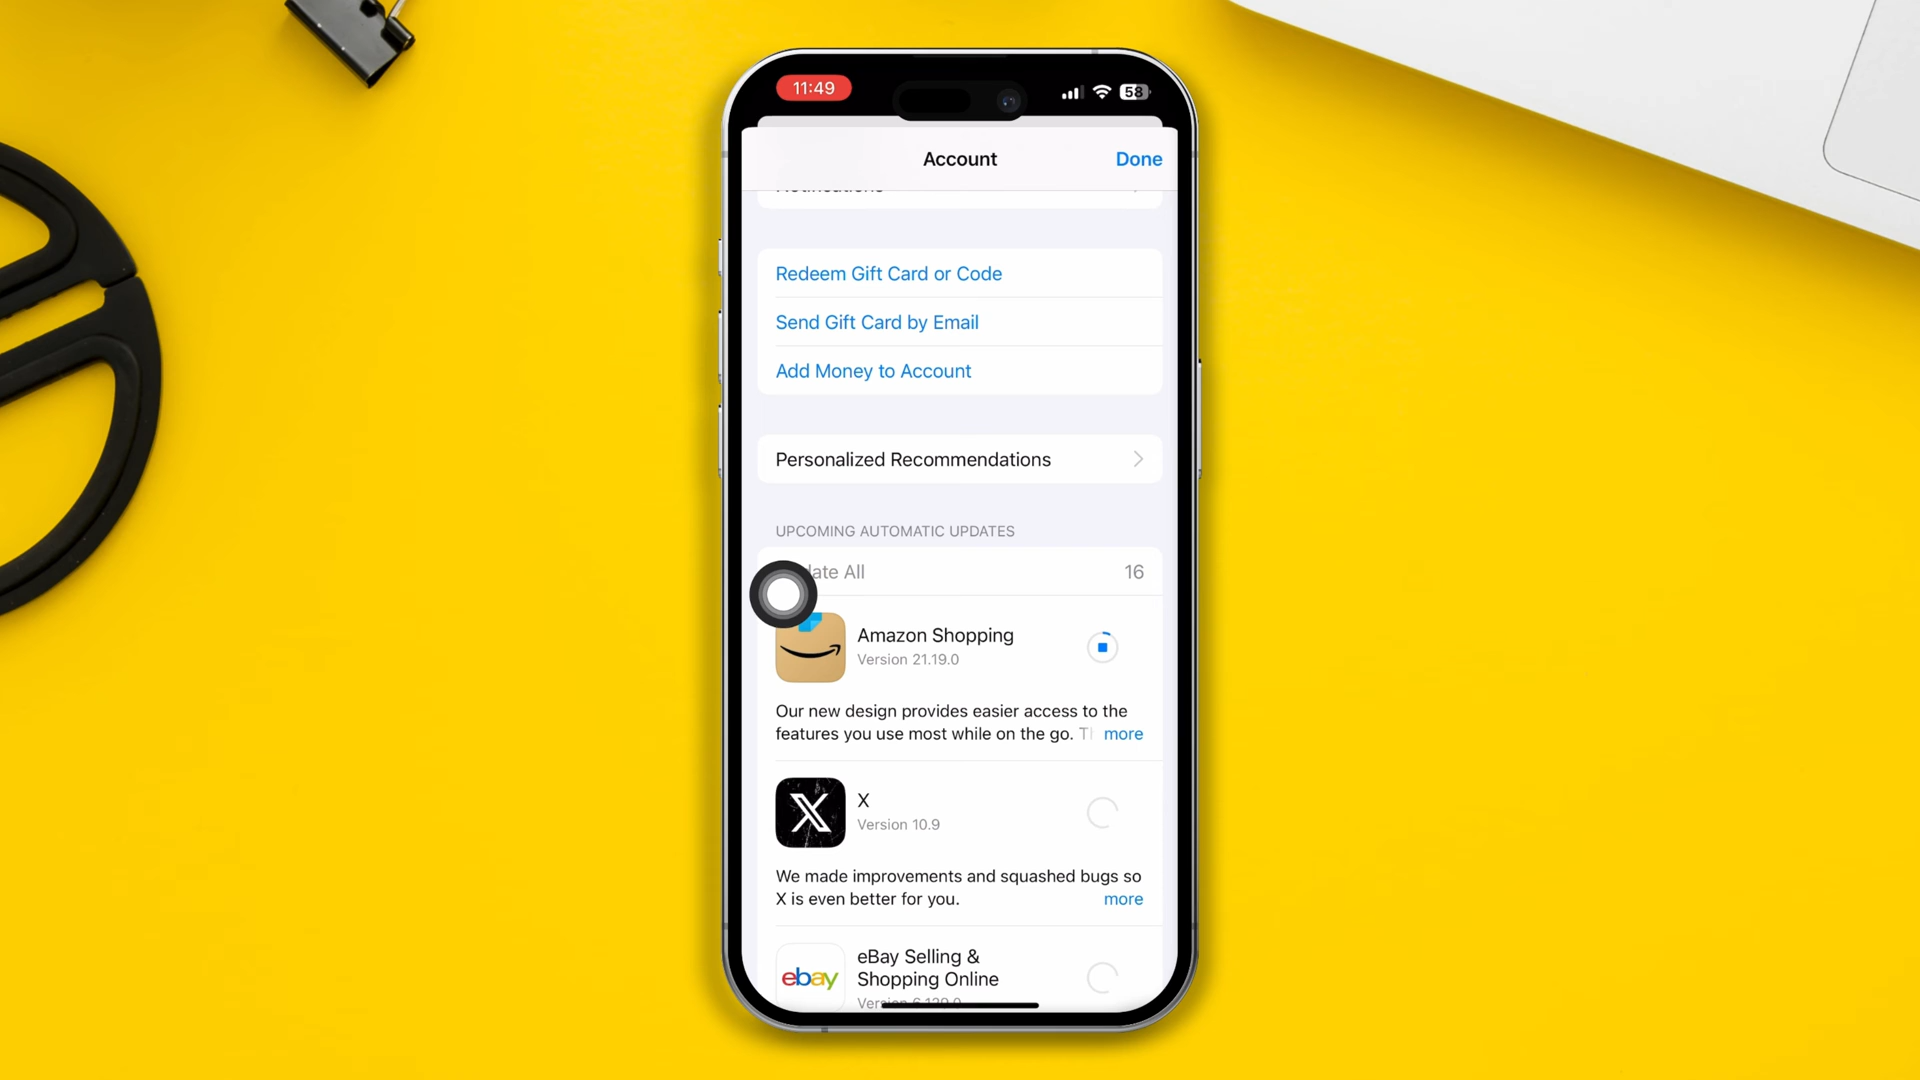 11:49
58
Account
Done
Redeem Gift Card or Code
Send Gift Card by Email
Add Money to Account
Personalized Recommendations
UPCOMING AUTOMATIC UPDATES
ate All
16
Amazon Shopping
Version 21.19.0
Our new design provides easier access to the
features you use most while on the go. more
X
Version 10.9
We made improvements and squashed bugs so
X is even better for you. more
ebay
eBay Selling &
Shopping Online